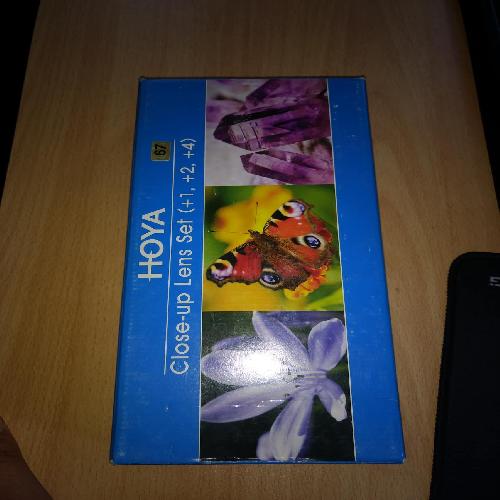 HOYA
67
Close-up Lens Set (+1, +2, +4)